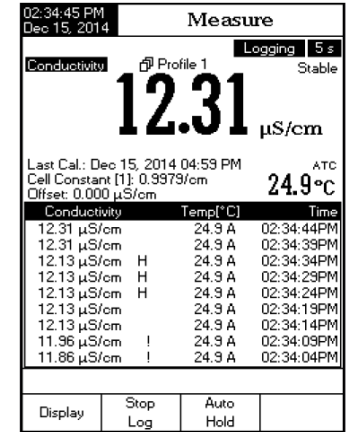 02:34:45 PM
Dec 15, 2014
Measure
Logging 5 s
Conductivity Profile 1 Stable
12.31 µS/cm
Last Cal.: Dec 15, 2014 04:59 PM
Cell Constant [1]: 0.9979/cm
Offset: 0.000 µS/cm
ATC
24.9°C
Conductivity Temp[°C] Time
12.31 µS/cm 24.9 A 02:34:44PM
12.31 µS/cm 24.9 A 02:34:39PM
12.13 µS/cm H 24.9 A 02:34:34PM
12.13 µS/cm H 24.9 A 02:34:29PM
12.13 µS/cm H 24.9 A 02:34:24PM
12.13 µS/cm 24.9 A 02:34:19PM
12.13 µS/cm 24.9 A 02:34:14PM
11.96 µS/cm ! 24.9 A 02:34:09PM
11.86 µS/cm ! 24.9 A 02:34:04PM
Display
Stop
Log
Auto
Hold